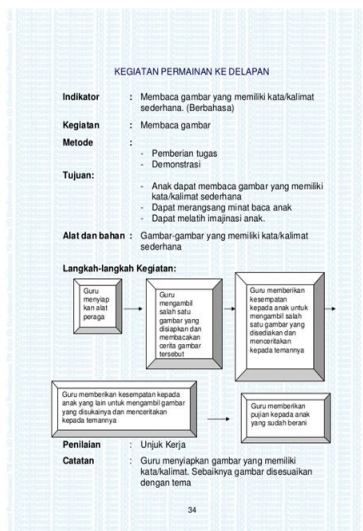 KEGIATAN PERMAINAN KE DELAPAN
Indikator : Membaca gambar yang memiliki kata/kalimat
sederhana. (Berbahasa)
Kegiatan : Membaca gambar
Metode :
- Pemberian tugas
- Demonstrasi
Tujuan:
- Anak dapat membaca gambar yang memiliki
kata/kalimat sederhana
- Dapat merangsang minat baca anak
- Dapat melatih imajinasi anak.
Alat dan bahan : Gambar-gambar yang memiliki kata/kalimat
sederhana
Langkah-langkah Kegiatan:
Guru
menyiap
kan alat
peraga
Guru
mengambil
salah satu
gambar yang
disiapkan dan
membacakan
cerita gambar
tersebut
Guru memberikan
kesempatan
kepada anak untuk
mengambil salah
satu gambar yang
disediakan dan
menceritakan
kepada temannya
Guru memberikan kesempatan kepada
anak yang lain untuk mengambil gambar
yang disukainya dan menceritakan
kepada temannya
Guru memberikan
pujian kepada anak
yang sudah berani
Penilaian : Unjuk Kerja
Catatan : Guru menyiapkan gambar yang memiliki
kata/kalimat. Sebaiknya gambar disesuaikan
dengan tema
34